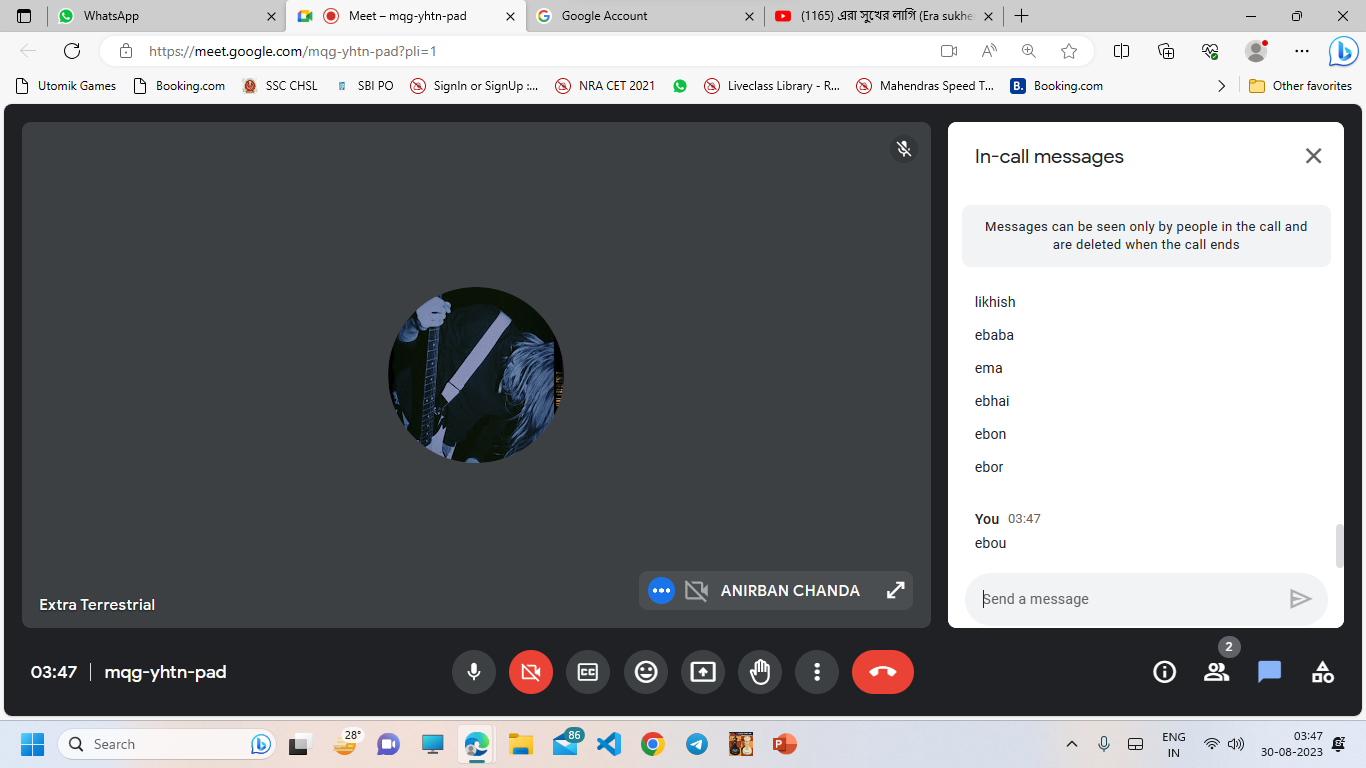 WhatsApp
Meet – mqg-yhtn-pad
Google Account
(1165) এরা সুখের লাগি (Era sukhe
https://meet.google.com/mqg-yhtn-pad?pli=1
Utomik Games
Booking.com
SSC CHSL
SBI PO
SignIn or SignUp :...
NRA CET 2021
Liveclass Library - R...
Mahendras Speed T...
Booking.com
Other favorites
In-call messages
Messages can be seen only by people in the call and
are deleted when the call ends
likhish
ebaba
ema
ebhai
ebon
ebor
You 03:47
ebou
Send a message
Extra Terrestrial
ANIRBAN CHANDA
03:47 mqg-yhtn-pad
2
Search
28°
86
ENG
IN
03:47
30-08-2023